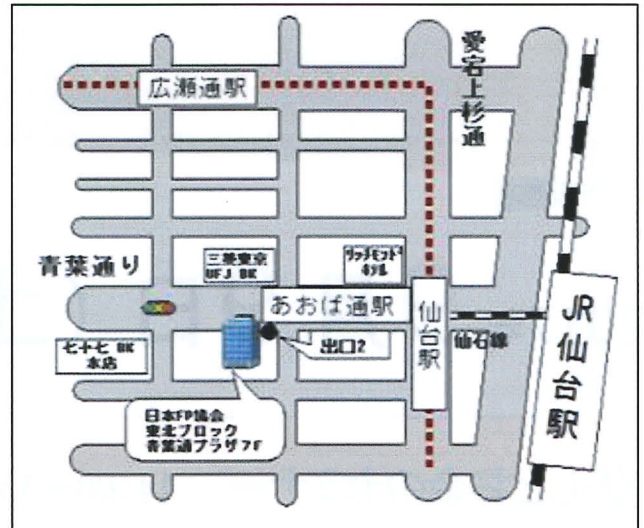 愛宕上杉通
広瀬通駅
青葉通り
三菱東京
UFJ BK
リッチモンド
ホテル
あおば通駅
仙台駅
仙石線
JR仙台駅
七十七 BK
本店
出口2
日本FP協会
東北ブロック
青葉通プラザ7F